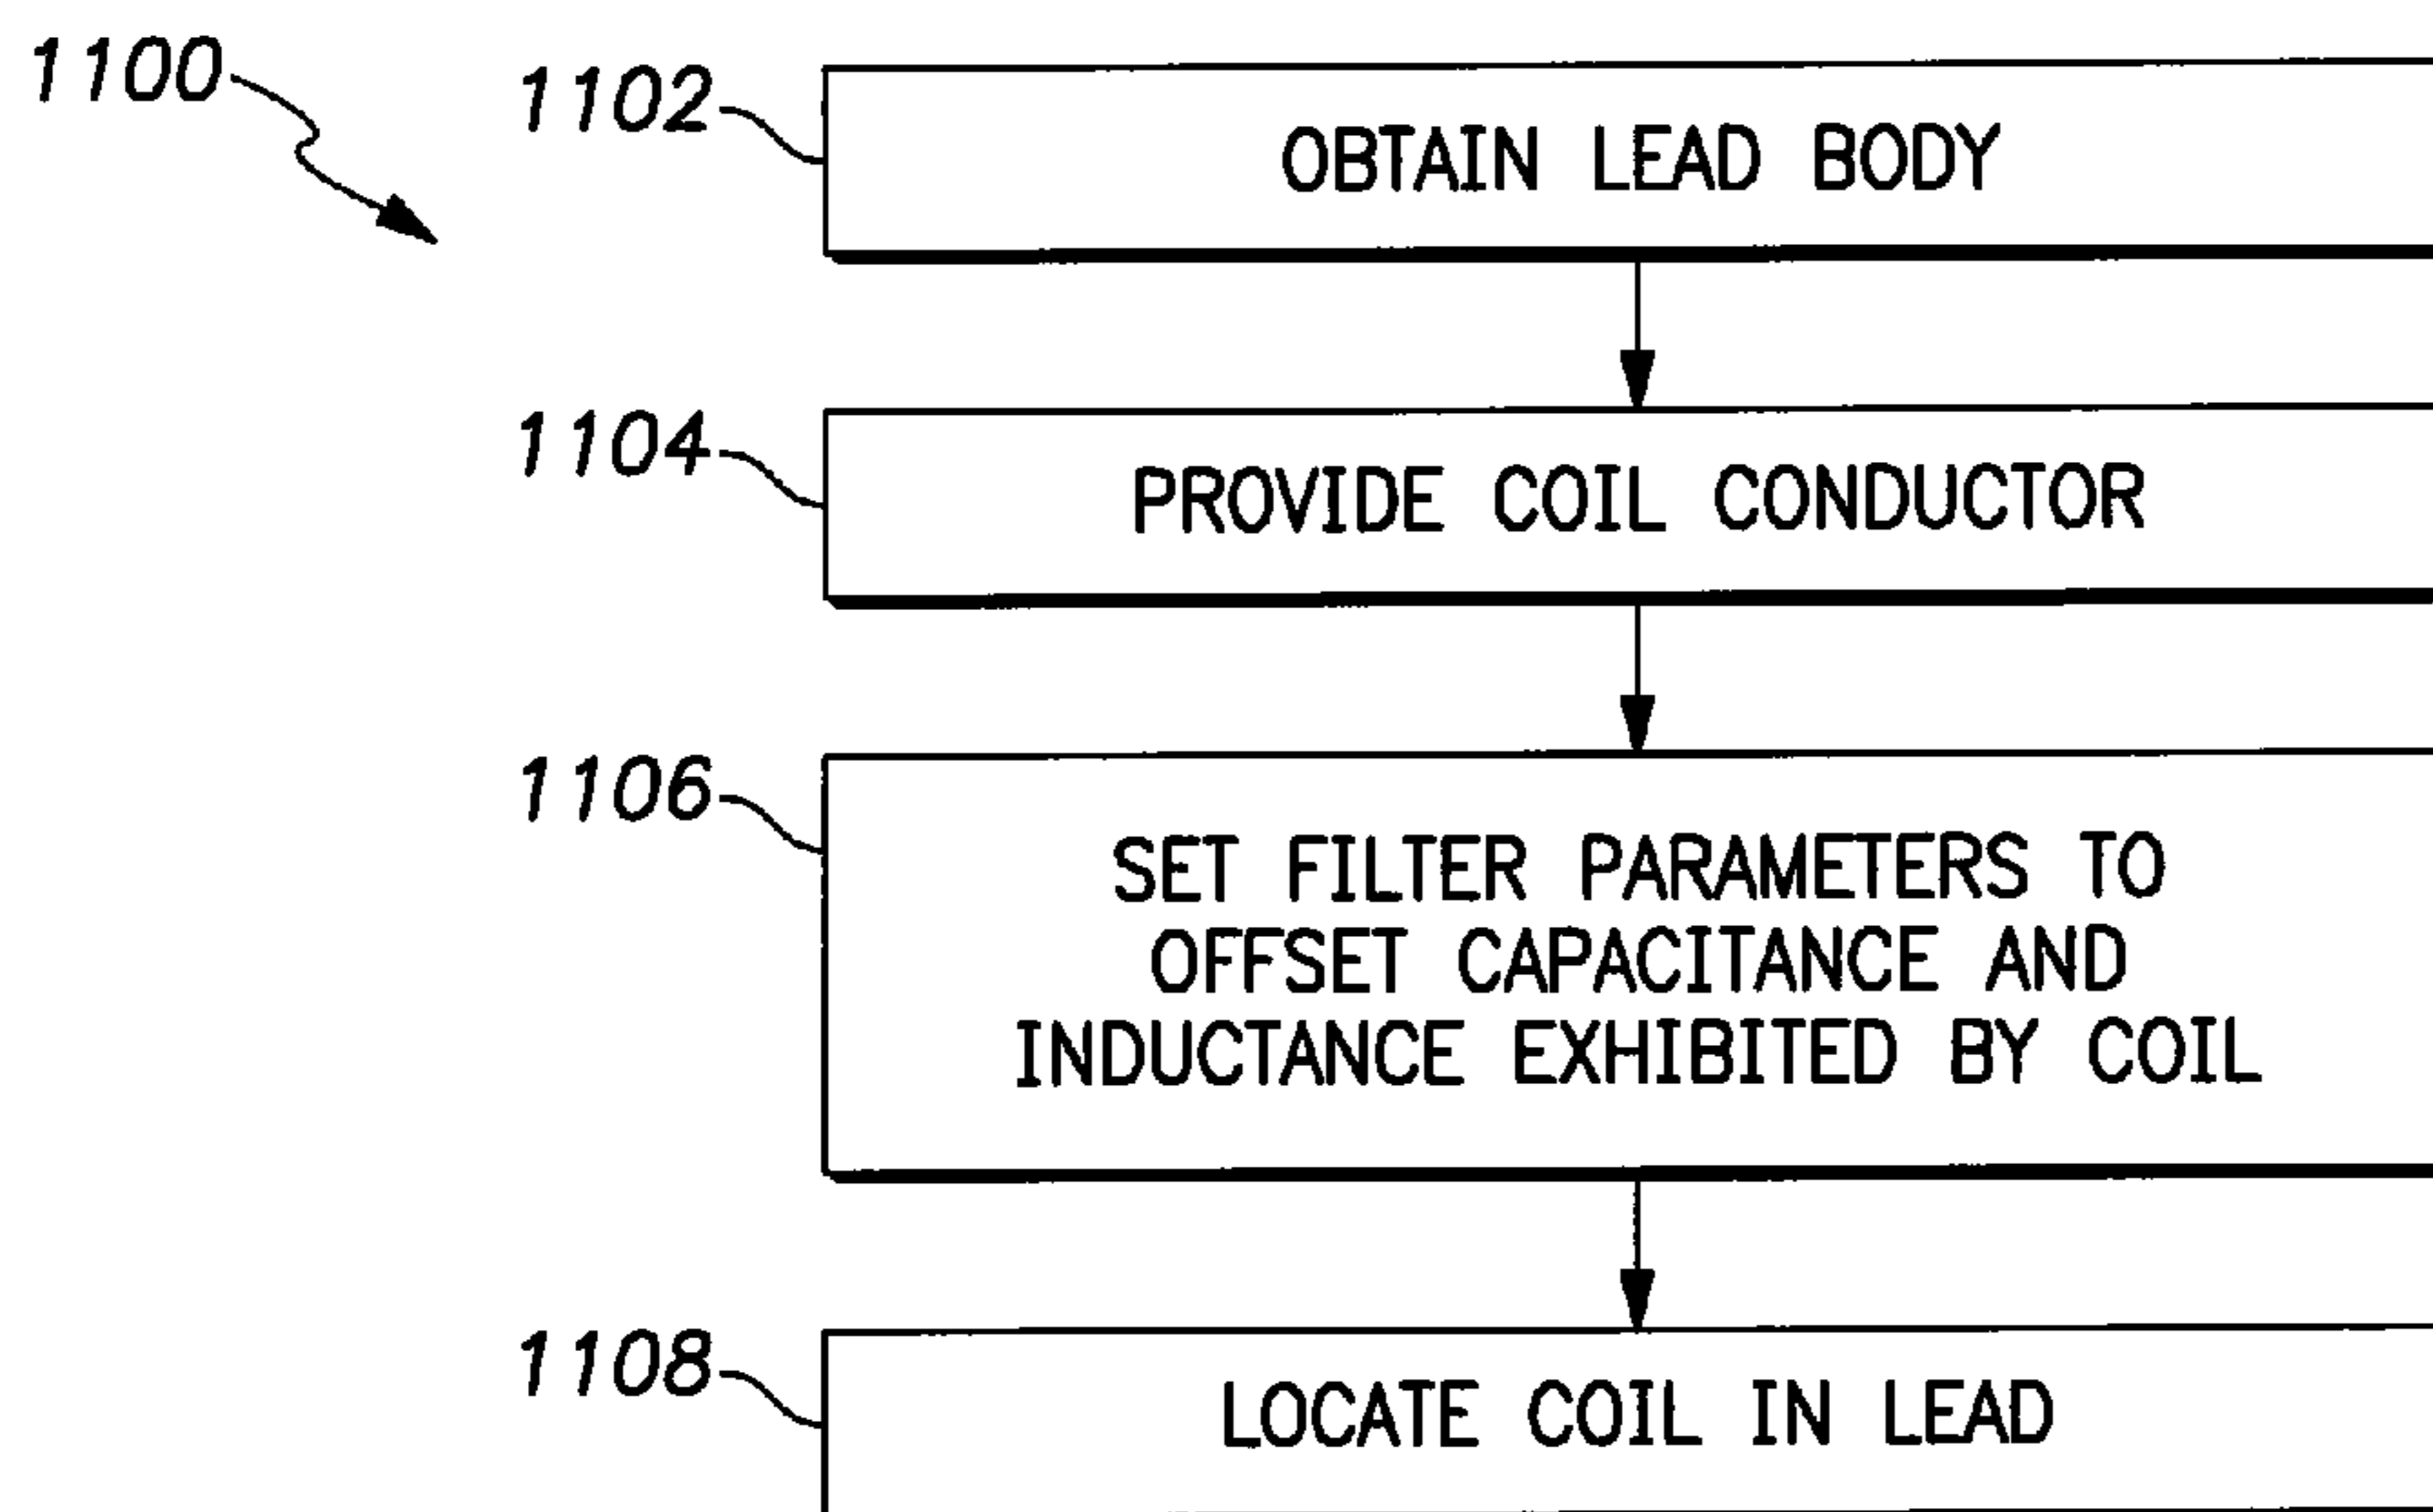 1100
1102
OBTAIN LEAD BODY
1104
PROVIDE COIL CONDUCTOR
1106
SET FILTER PARAMETERS TO
OFFSET CAPACITANCE AND
INDUCTANCE EXHIBITED BY COIL
1108
LOCATE COIL IN LEAD